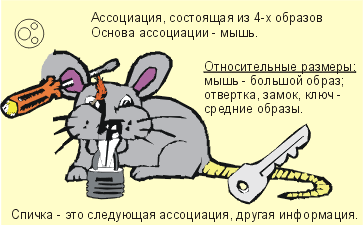 Ассоциация, состоящая из 4-х образов
Основа ассоциации - мышь.
Относительные размеры:
мышь - большой образ;
отвертка, замок, ключ -
средние образы.
Спичка - это следующая ассоциация, другая информация.